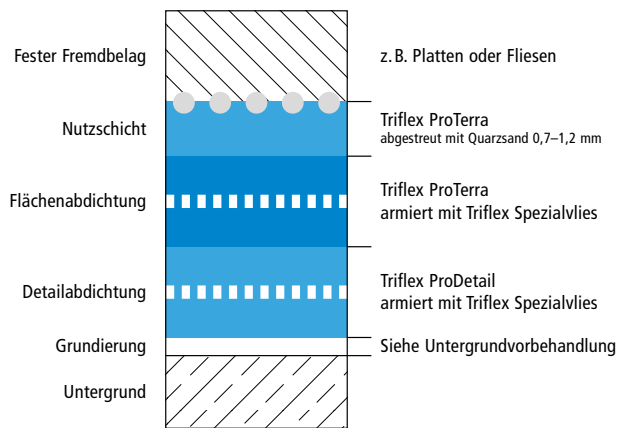 Fester Fremdbelag
z. B. Platten oder Fliesen
Nutzschicht
Triflex ProTerra
abgestreut mit Quarzsand 0,7–1,2 mm
Flächenabdichtung
Triflex ProTerra
armiert mit Triflex Spezialvlies
Detailabdichtung
Triflex ProDetail
armiert mit Triflex Spezialvlies
Grundierung
Siehe Untergrundvorbehandlung
Untergrund